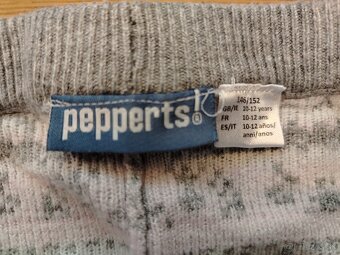 pepperts!®
146/152
GB/IE 10-12 years
FR 10-12 ans
ES/IT 10-12 años/
anni/anos